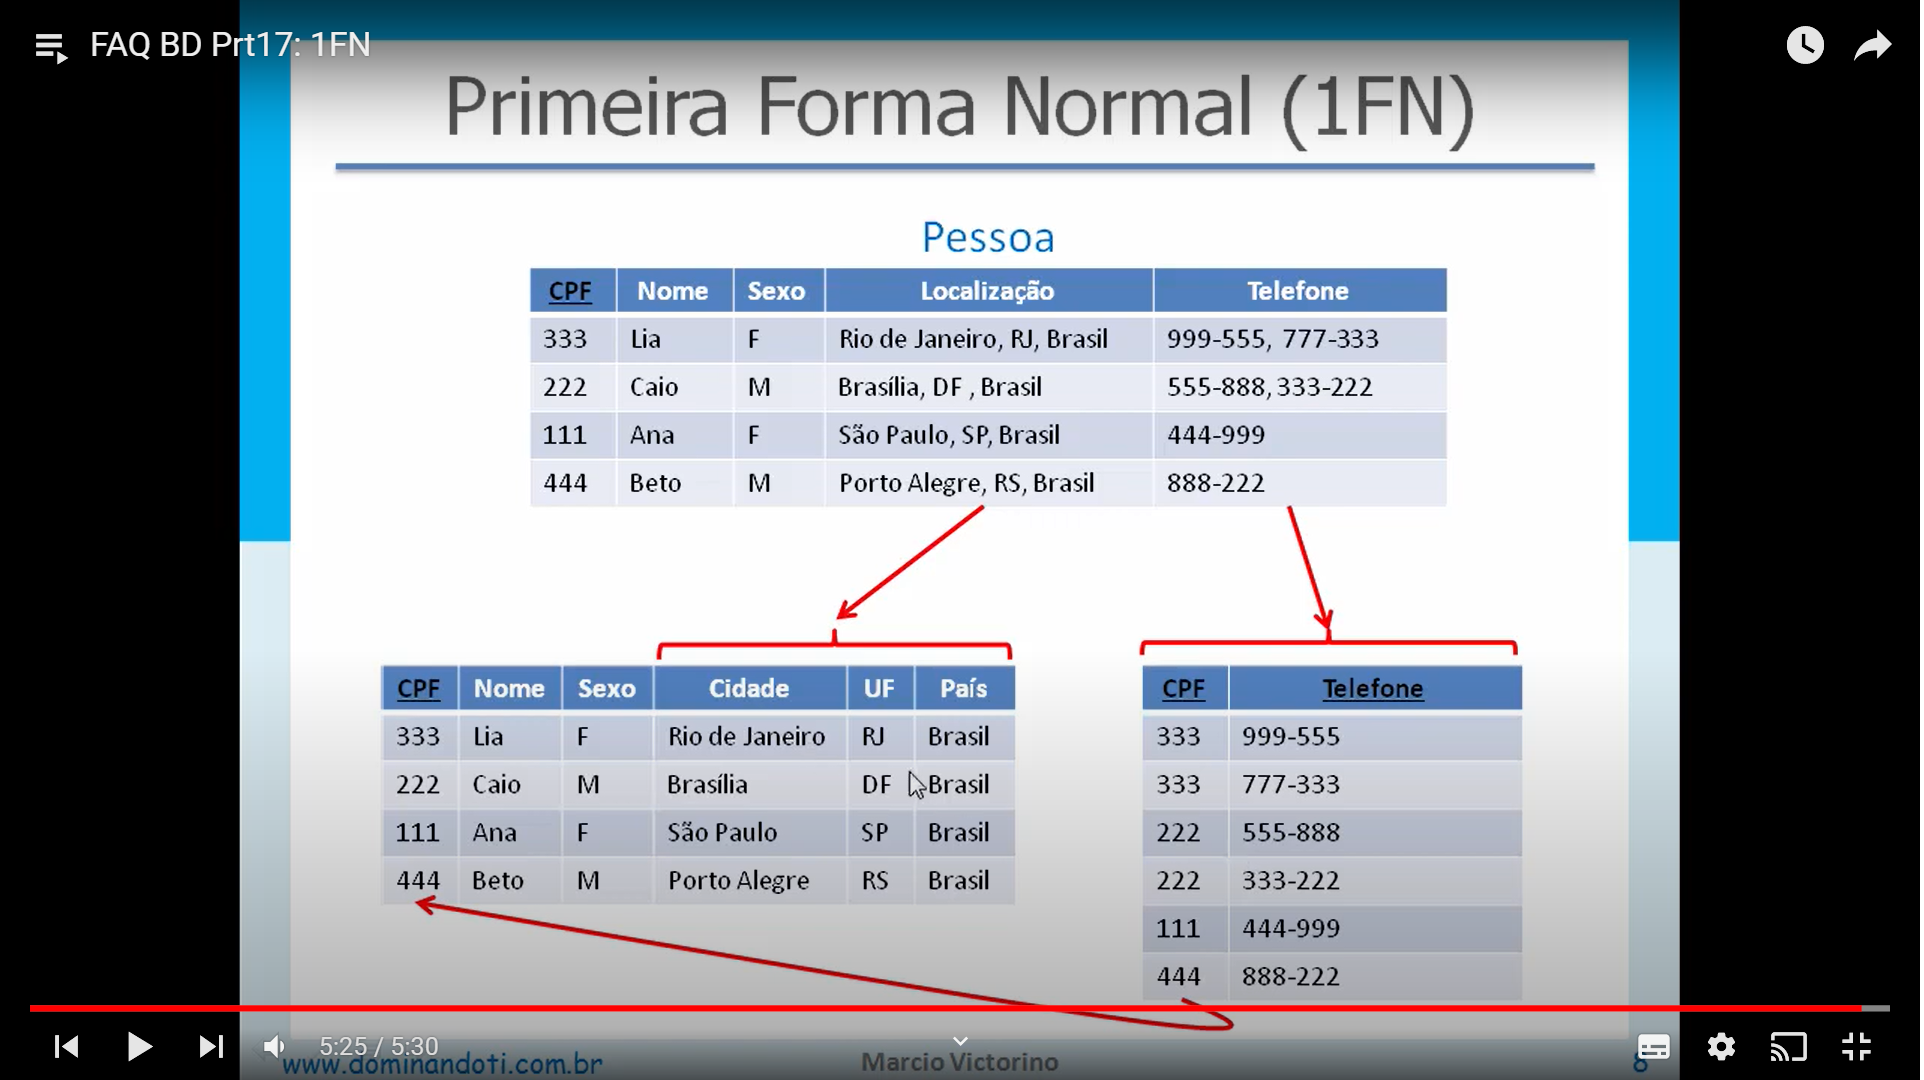 FAQ BD Prt17: 1FN
Primeira Forma Normal (1FN)
Pessoa
CPF Nome Sexo Localização Telefone
333 Lia F Rio de Janeiro, RJ, Brasil 999-555, 777-333
222 Caio M Brasília, DF , Brasil 555-888, 333-222
111 Ana F São Paulo, SP, Brasil 444-999
444 Beto M Porto Alegre, RS, Brasil 888-222
CPF Nome Sexo Cidade UF País
333 Lia F Rio de Janeiro RJ Brasil
222 Caio M Brasília DF Brasil
111 Ana F São Paulo SP Brasil
444 Beto M Porto Alegre RS Brasil
CPF Telefone
333 999-555
333 777-333
222 555-888
222 333-222
111 444-999
444 888-222
5:25 / 5:30
www.dominandoti.com.br Marcio Victorino 8